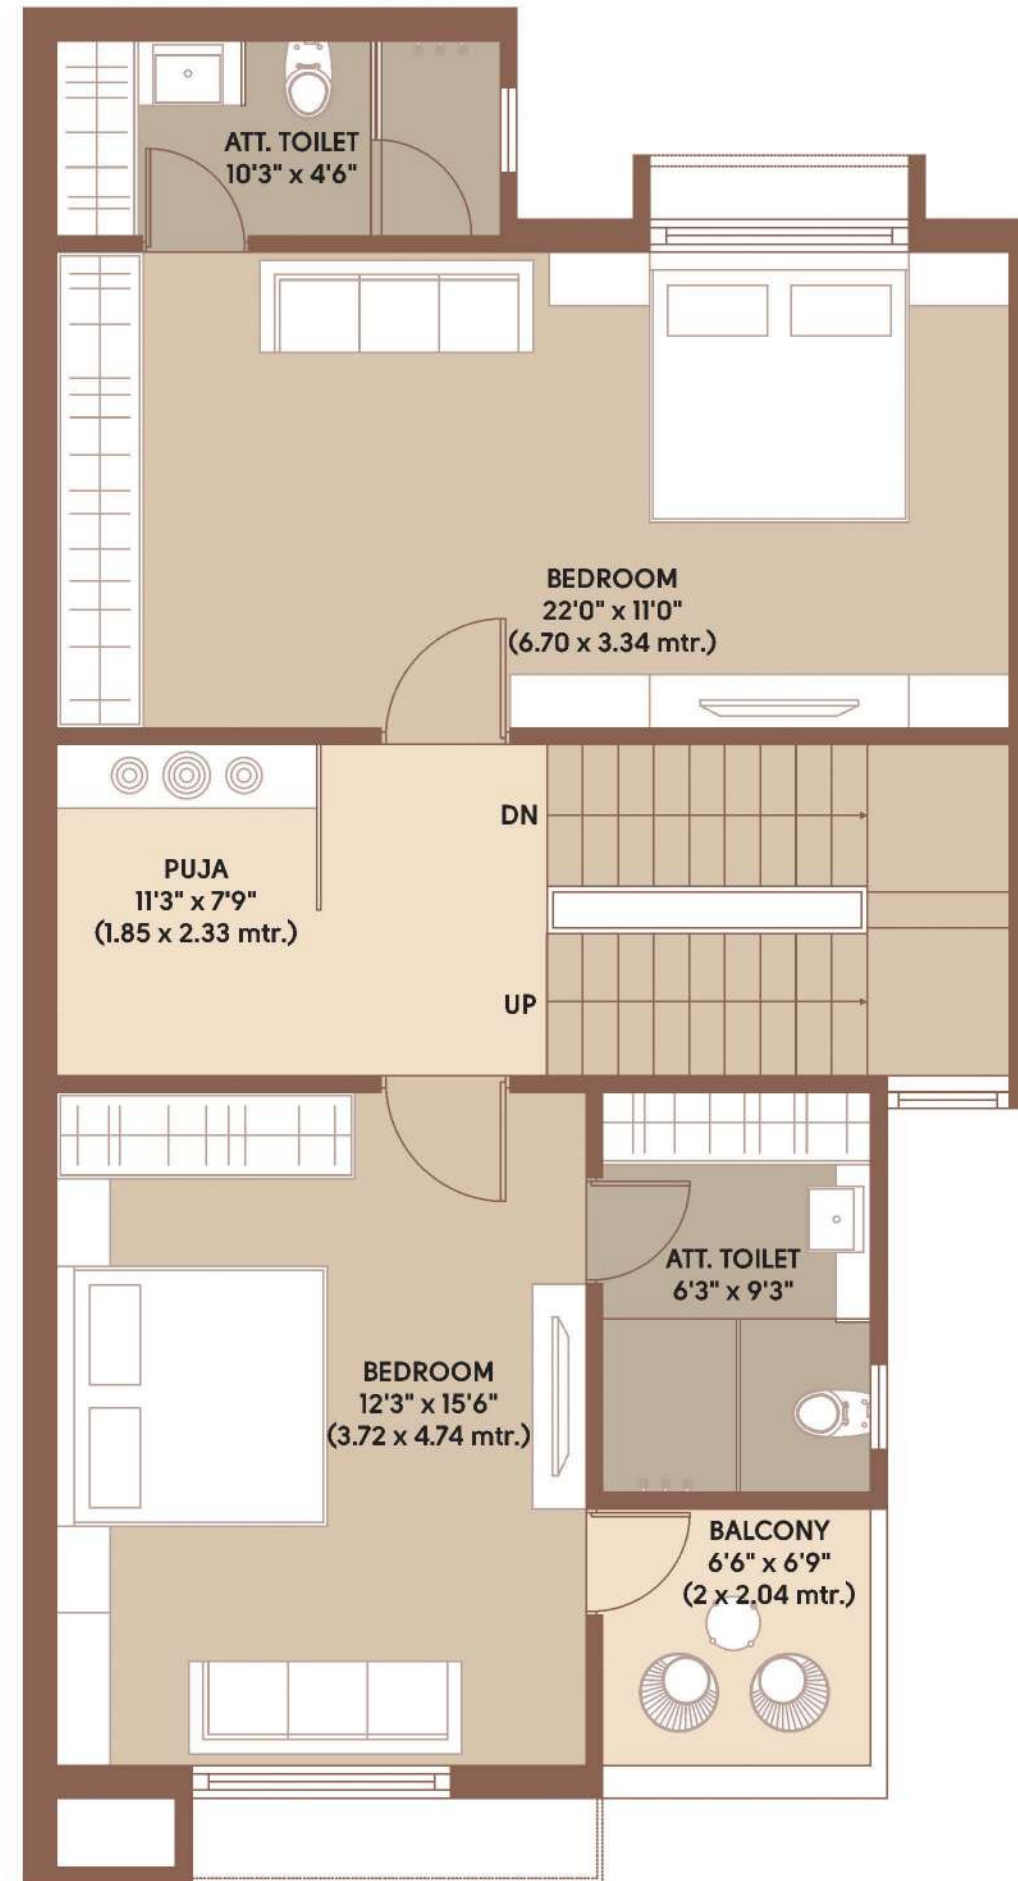 ATT. TOILET
10'3" x 4'6"
BEDROOM
22'0" x 11'0"
(6.70 x 3.34 mtr.)
DN
PUJA
11'3" x 7'9"
(1.85 x 2.33 mtr.)
UP
ATT. TOILET
6'3" x 9'3"
BEDROOM
12'3" x 15'6"
(3.72 x 4.74 mtr.)
BALCONY
6'6" x 6'9"
(2 x 2.04 mtr.)